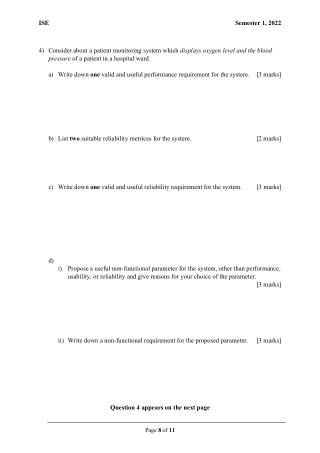 ISE Semester 1, 2022
4) Consider about a patient monitoring system which displays oxygen level and the blood
pressure of a patient in a hospital ward.
a) Write down one valid and useful performance requirement for the system. [3 marks]
b) List two suitable reliability metrices for the system. [2 marks]
c) Write down one valid and useful reliability requirement for the system. [3 marks]
d)
i) Propose a useful non-functional parameter for the system, other than performance,
usability, or reliability and give reasons for your choice of the parameter.
[3 marks]
ii) Write down a non-functional requirement for the proposed parameter. [3 marks]
Question 4 appears on the next page
Page 8 of 11